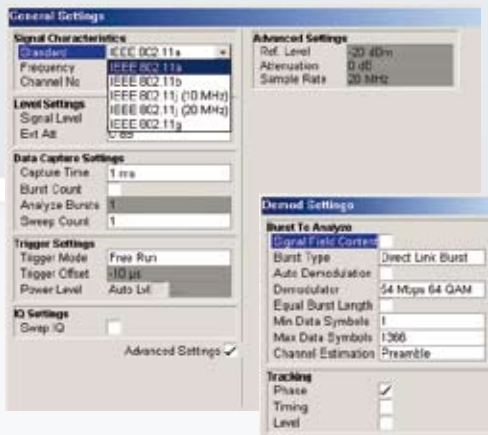 General Settings
Signal Characteristics
Standard IEEE 802.11a
Frequency IEEE 802.11a
Channel No IEEE 802.11b
IEEE 802.11j (10 MHz)
Level Settings IEEE 802.11j (20 MHz)
Signal Level IEEE 802.11g
Ext Att
Data Capture Settings
Capture Time 1 ms
Burst Count
Analyze Bursts 1
Sweep Count 1
Trigger Settings
Trigger Mode Free Run
Trigger Offset -10 µs
Power Level Auto Lvl
IQ Settings
Swap IQ
Advanced Settings
Advanced Settings
Ref. Level -20 dBm
Attenuation 0 dB
Sample Rate 20 MHz
Demod Settings
Burst To Analyze
Signal Field Content
Burst Type Direct Link Burst
Auto Demodulation
Demodulator 54 Mbps 64 QAM
Equal Burst Length
Min Data Symbols 1
Max Data Symbols 1366
Channel Estimation Preamble
Tracking
Phase
Timing
Level